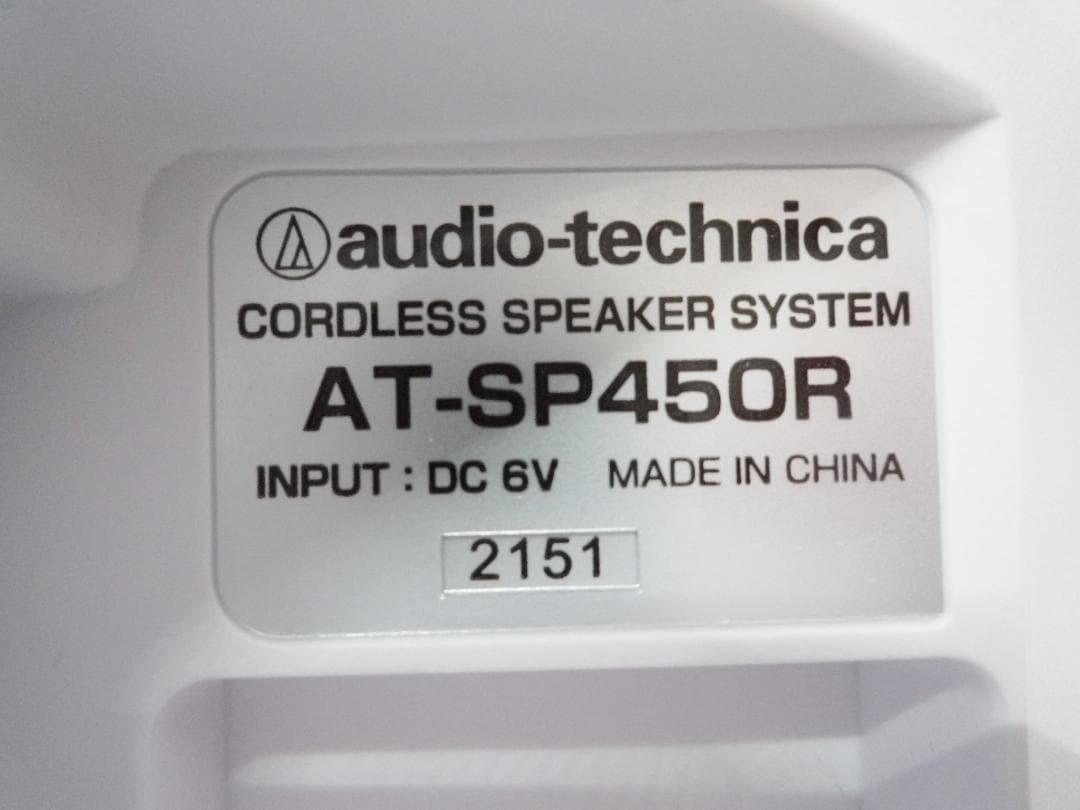 audio-technica
CORDLESS SPEAKER SYSTEM
AT-SP450R
INPUT : DC 6V MADE IN CHINA
2151